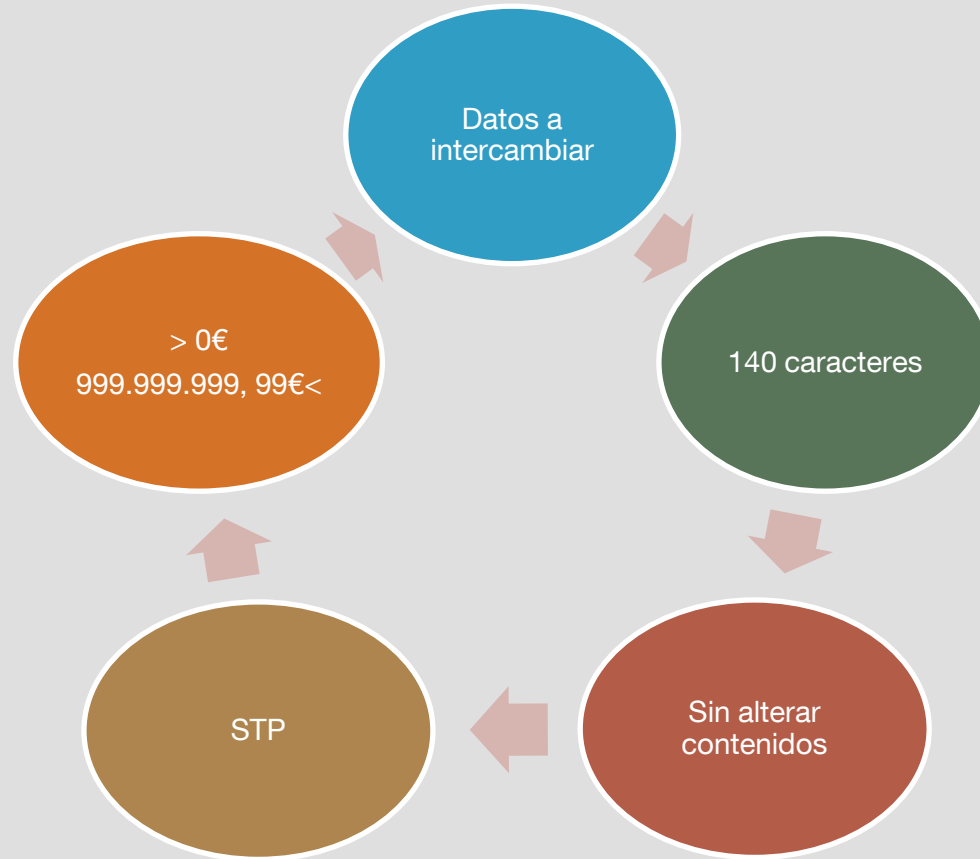 Datos a
intercambiar
140 caracteres
Sin alterar
contenidos
STP
> 0€
999.999.999, 99€<